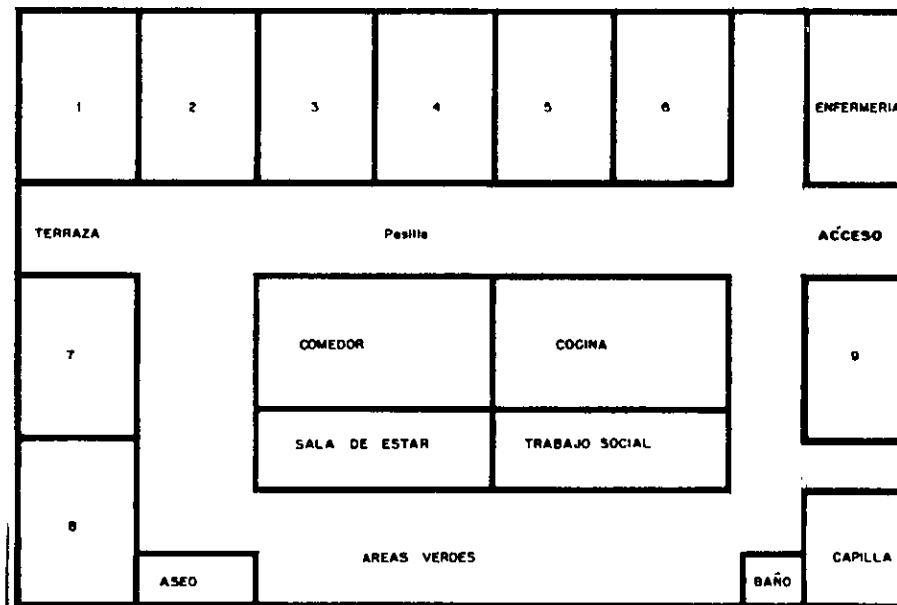 1 2 3 4 5 6 ENFERMERIA
TERRAZA Pasillo ACCESO
7 COMEDOR COCINA 9
SALA DE ESTAR TRABAJO SOCIAL
8 AREAS VERDES CAPILLA
ASEO BAÑO